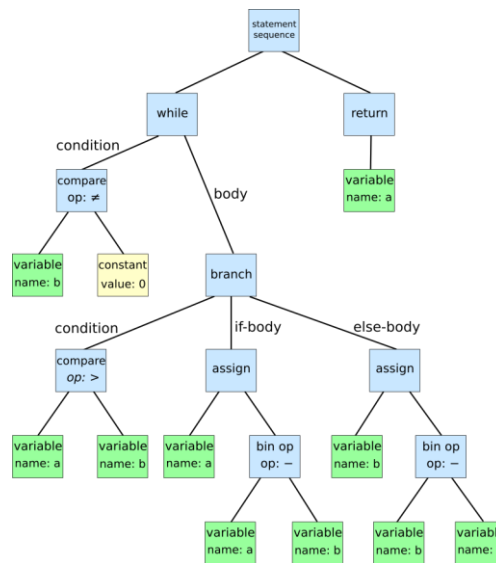 statement
sequence
while
return
condition
body
compare
op: ≠
variable
name: a
variable
name: b
constant
value: 0
branch
condition
if-body
else-body
compare
op: >
assign
assign
variable
name: a
variable
name: b
variable
name: a
bin op
op: −
variable
name: b
bin op
op: −
variable
name: a
variable
name: b
variable
name: b
variable
name: